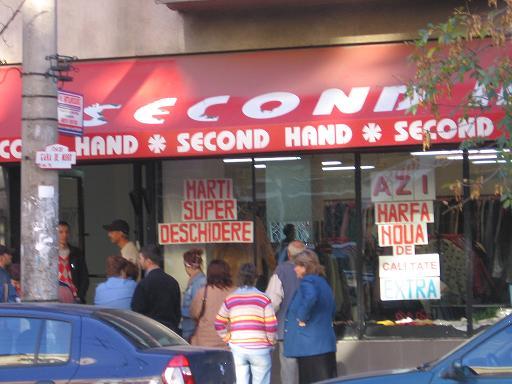 SECOND
HAND * SECOND HAND * SECOND
MARTI
SUPER
DESCHIDERE
AZI
MARFA
NOUA
DE
CALITATE
EXTRA